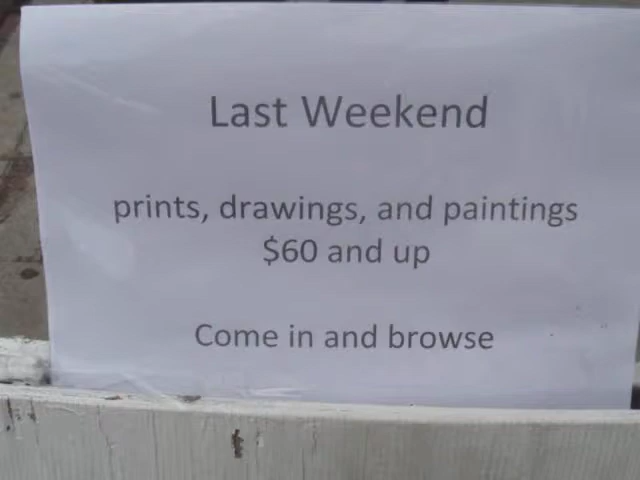 Last Weekend
prints, drawings, and paintings
$60 and up
Come in and browse